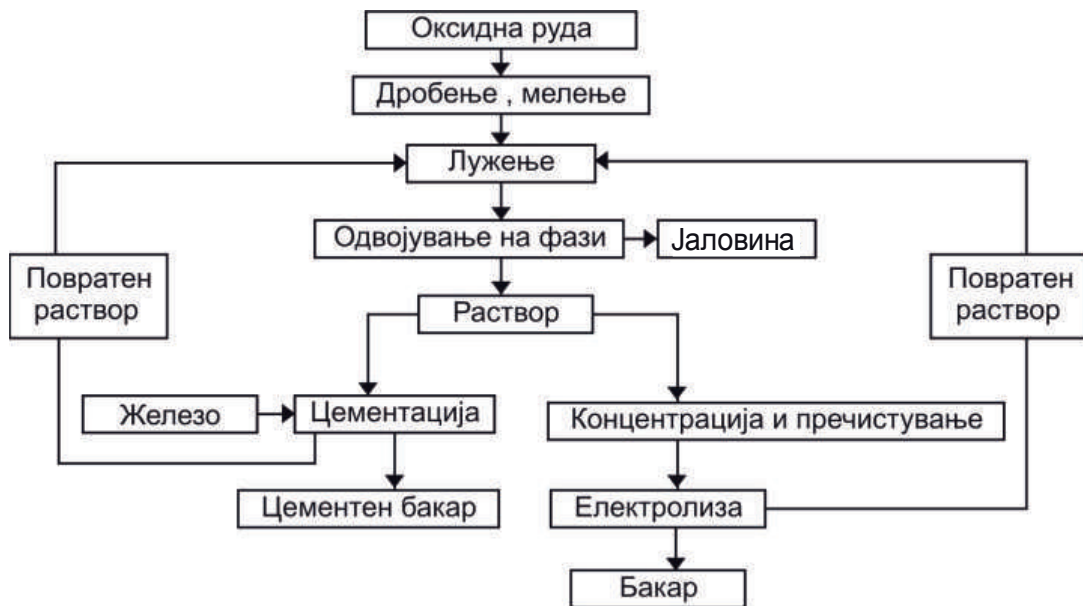 Оксидна руда
Дробење , мелење
Лужење
Одвојување на фази
Јаловина
Повратен
раствор
Повратен
раствор
Раствор
Железо
Цементација
Концентрација и пречистување
Цементен бакар
Електролиза
Бакар